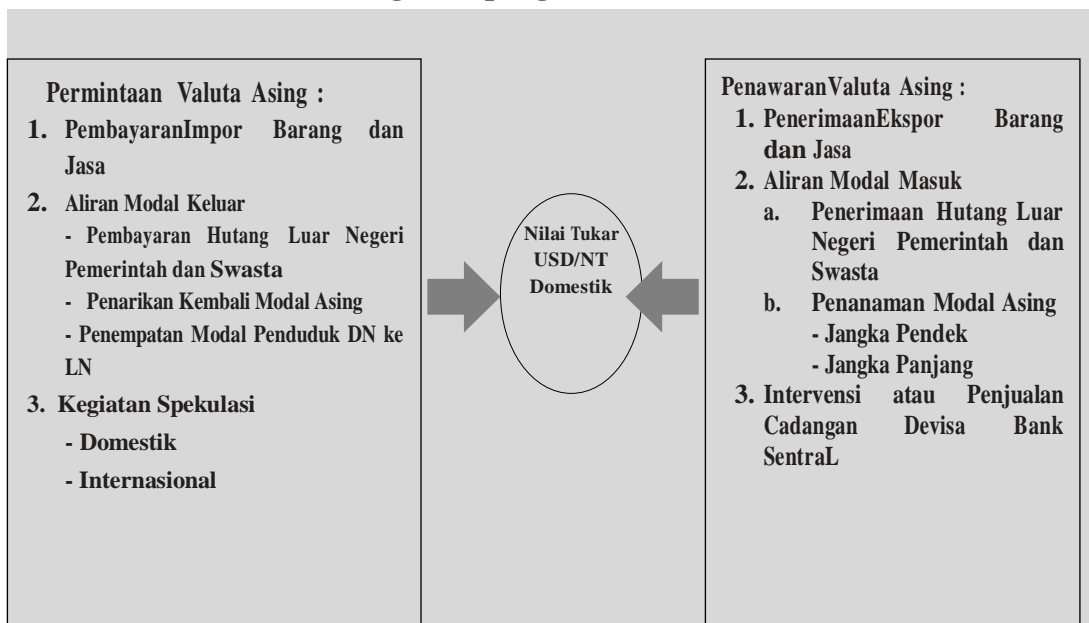 Permintaan Valuta Asing :
1. PembayaranImpor Barang dan
Jasa
2. Aliran Modal Keluar
- Pembayaran Hutang Luar Negeri
Pemerintah dan Swasta
- Penarikan Kembali Modal Asing
- Penempatan Modal Penduduk DN ke
LN
3. Kegiatan Spekulasi
- Domestik
- Internasional
Nilai Tukar
USD/NT
Domestik
PenawaranValuta Asing :
1. PenerimaanEkspor Barang
dan Jasa
2. Aliran Modal Masuk
a. Penerimaan Hutang Luar
Negeri Pemerintah dan
Swasta
b. Penanaman Modal Asing
- Jangka Pendek
- Jangka Panjang
3. Intervensi atau Penjualan
Cadangan Devisa Bank
SentraL